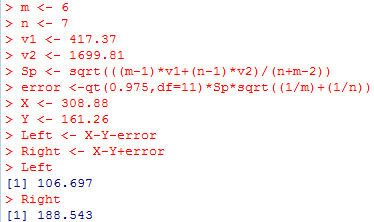 > m <- 6
> n <- 7
> v1 <- 417.37
> v2 <- 1699.81
> Sp <- sqrt(((m-1)*v1+(n-1)*v2)/(n+m-2))
> error <-qt(0.975,df=11)*Sp*sqrt((1/m)+(1/n))
> X <- 308.88
> Y <- 161.26
> Left <- X-Y-error
> Right <- X-Y+error
> Left
[1] 106.697
> Right
[1] 188.543